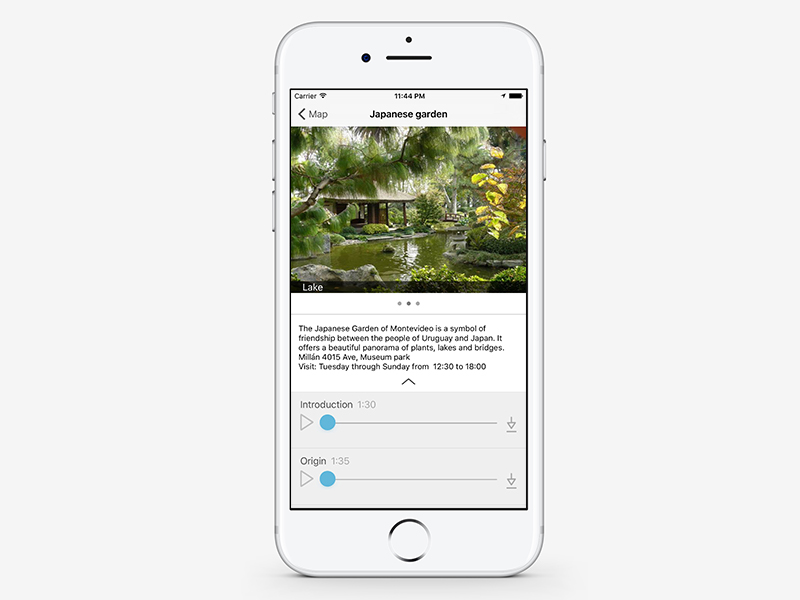 Carrier 11:44 PM
Map Japanese garden
Lake
The Japanese Garden of Montevideo is a symbol of
friendship between the people of Uruguay and Japan. It
offers a beautiful panorama of plants, lakes and bridges.
Millán 4015 Ave, Museum park
Visit: Tuesday through Sunday from 12:30 to 18:00
Introduction 1:30
Origin 1:35